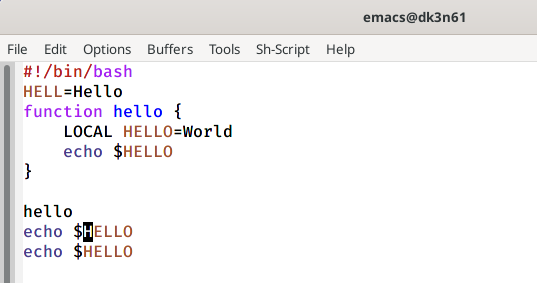 emacs@dk3n61
File Edit Options Buffers Tools Sh-Script Help
#!/bin/bash
HELL=Hello
function hello {
    LOCAL HELLO=World
    echo $HELLO
}
hello
echo $HELLO
echo $HELLO